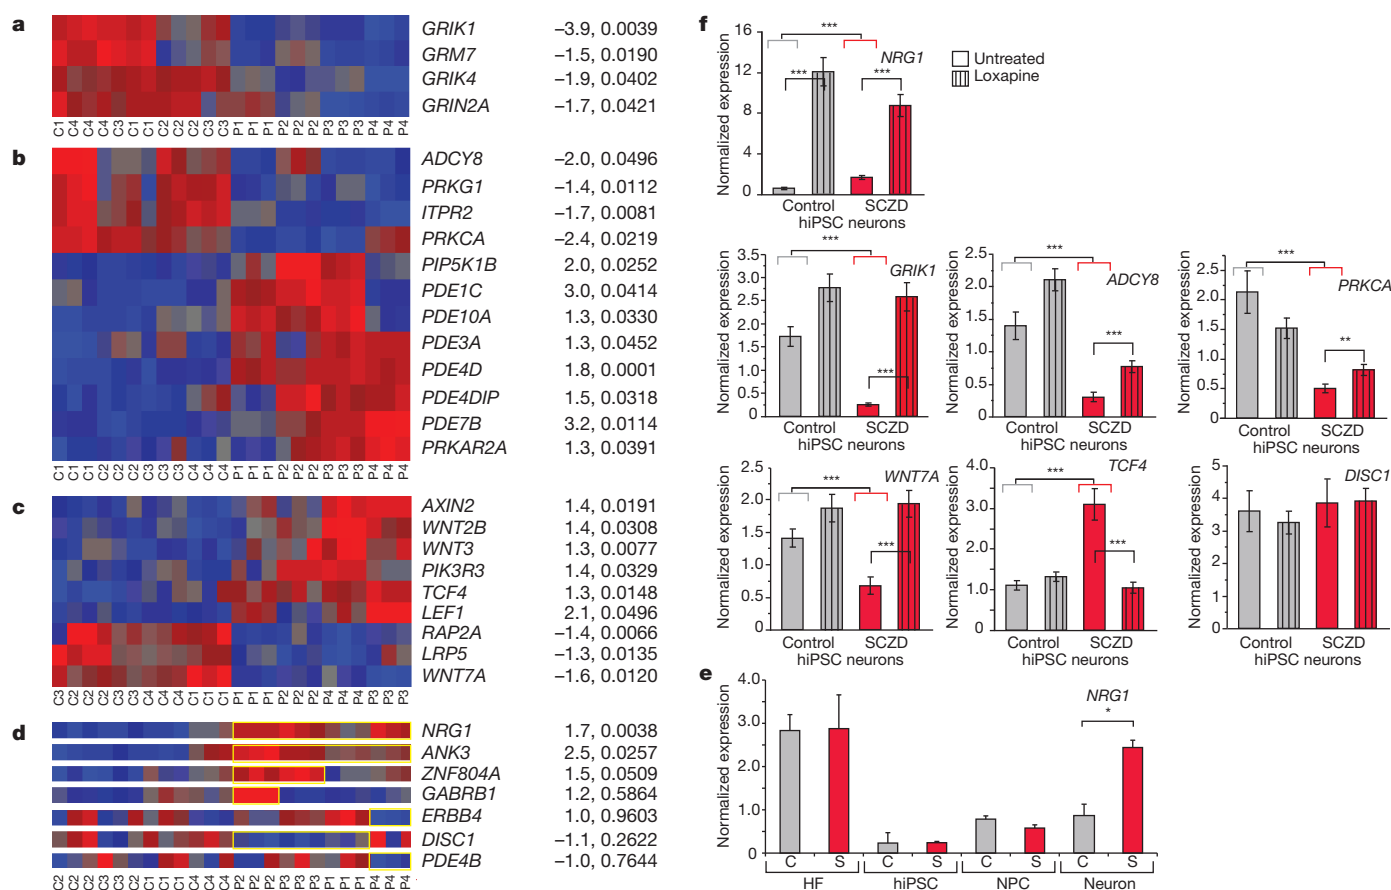 a
GRIK1 –3.9, 0.0039
GRM7 –1.5, 0.0190
GRIK4 –1.9, 0.0402
GRIN2A –1.7, 0.0421
C1 C4 C4 C4 C3 C1 C1 C2 C2 C2 C3 C3 P1 P1 P1 P2 P2 P2 P3 P3 P3 P4 P4 P4
b
ADCY8 –2.0, 0.0496
PRKG1 –1.4, 0.0112
ITPR2 –1.7, 0.0081
PRKCA –2.4, 0.0219
PIP5K1B 2.0, 0.0252
PDE1C 3.0, 0.0414
PDE10A 1.3, 0.0330
PDE3A 1.3, 0.0452
PDE4D 1.8, 0.0001
PDE4DIP 1.5, 0.0318
PDE7B 3.2, 0.0114
PRKAR2A 1.3, 0.0391
C1 C1 C1 C2 C2 C2 C3 C3 C3 C4 C4 C4 P1 P1 P1 P2 P2 P2 P3 P3 P3 P4 P4 P4
c
AXIN2 1.4, 0.0191
WNT2B 1.4, 0.0308
WNT3 1.3, 0.0077
PIK3R3 1.4, 0.0329
TCF4 1.3, 0.0148
LEF1 2.1, 0.0496
RAP2A –1.4, 0.0066
LRP5 –1.3, 0.0135
WNT7A –1.6, 0.0120
C3 C2 C2 C2 C3 C3 C4 C4 C4 C1 C1 C1 P1 P1 P1 P2 P2 P2 P4 P4 P4 P3 P3 P3
d
NRG1 1.7, 0.0038
ANK3 2.5, 0.0257
ZNF804A 1.5, 0.0509
GABRB1 1.2, 0.5864
ERBB4 1.0, 0.9603
DISC1 –1.1, 0.2622
PDE4B –1.0, 0.7644
C2 C2 C2 C3 C3 C3 C1 C1 C1 C4 C4 C4 P2 P2 P2 P3 P3 P3 P1 P1 P1 P4 P4 P4
f
Normalized expression
16
12
8
4
0
***
***
***
NRG1
Control SCZD
hiPSC neurons
Untreated
Loxapine
Normalized expression
3.5
3.0
2.5
2.0
1.5
1.0
0.5
0
***
***
GRIK1
Control SCZD
hiPSC neurons
Normalized expression
2.5
2.0
1.5
1.0
0.5
0
***
***
ADCY8
Control SCZD
hiPSC neurons
Normalized expression
2.5
2.0
1.5
1.0
0.5
0
***
**
PRKCA
Control SCZD
hiPSC neurons
Normalized expression
2.5
2.0
1.5
1.0
0.5
0
***
***
WNT7A
Control SCZD
hiPSC neurons
Normalized expression
4.0
3.0
2.0
1.0
0
***
***
TCF4
Control SCZD
hiPSC neurons
Normalized expression
5
4
3
2
1
0
DISC1
Control SCZD
hiPSC neurons
e
Normalized expression
4.0
3.0
2.0
1.0
0
NRG1
*
C S C S C S C S
HF hiPSC NPC Neuron